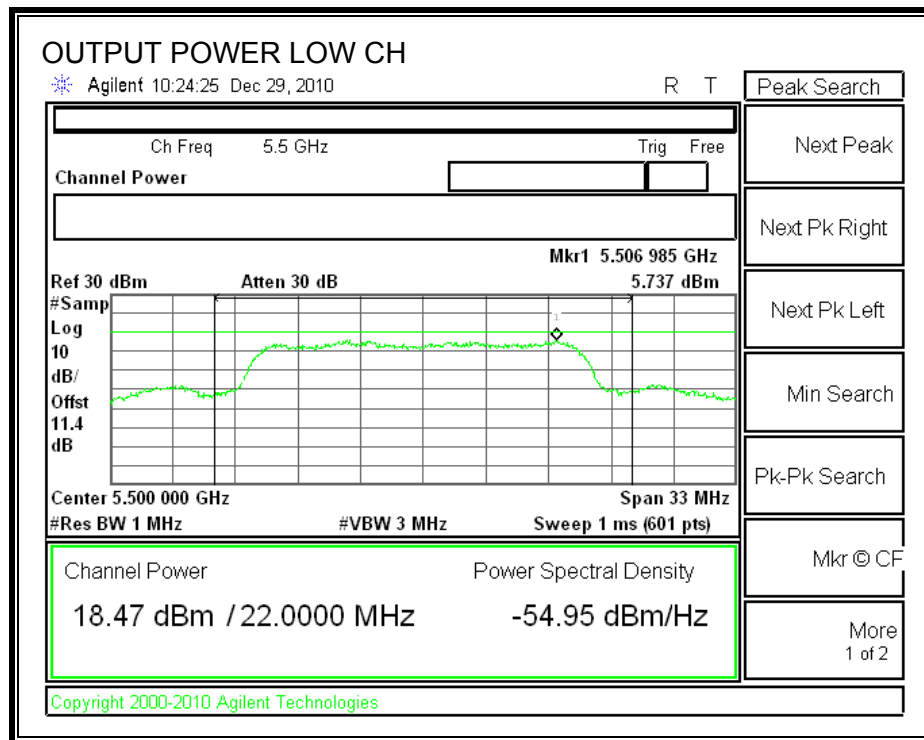 OUTPUT POWER LOW CH
Agilent 10:24:25 Dec 29, 2010 R T
Peak Search
Ch Freq 5.5 GHz Trig Free
Channel Power
Next Peak
Next Pk Right
Mkr1 5.506 985 GHz
Ref 30 dBm Atten 30 dB 5.737 dBm
#Samp
Log
10
dB/
Offst
11.4
dB
1
Next Pk Left
Min Search
Pk-Pk Search
Center 5.500 000 GHz Span 33 MHz
#Res BW 1 MHz #VBW 3 MHz Sweep 1 ms (601 pts)
Channel Power Power Spectral Density
18.47 dBm / 22.0000 MHz -54.95 dBm/Hz
Mkr © CF
More
1 of 2
Copyright 2000-2010 Agilent Technologies